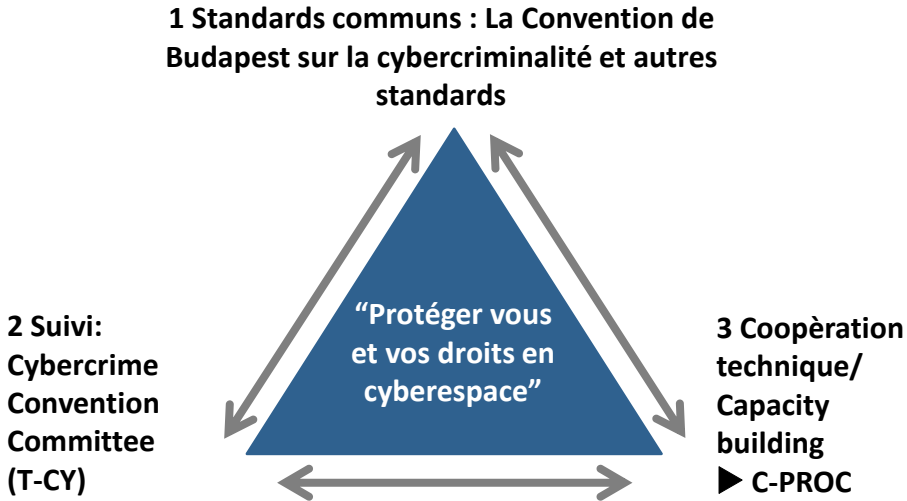 1 Standards communs : La Convention de
Budapest sur la cybercriminalité et autres
standards
“Protéger vous
et vos droits en
cyberespace”
2 Suivi:
Cybercrime
Convention
Committee
(T-CY)
3 Coopèration
technique/
Capacity
building
▶ C-PROC